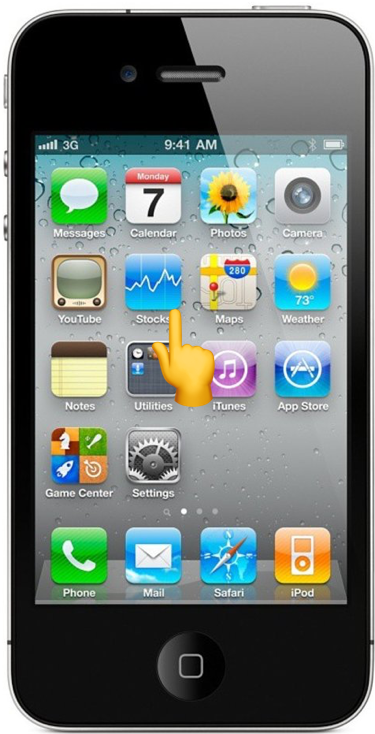 3G 9:41 AM
Monday
7
Messages Calendar Photos Camera
280
73°
YouTube Stocks Maps Weather
Notes Utilities iTunes App Store
Game Center Settings
Phone Mail Safari iPod